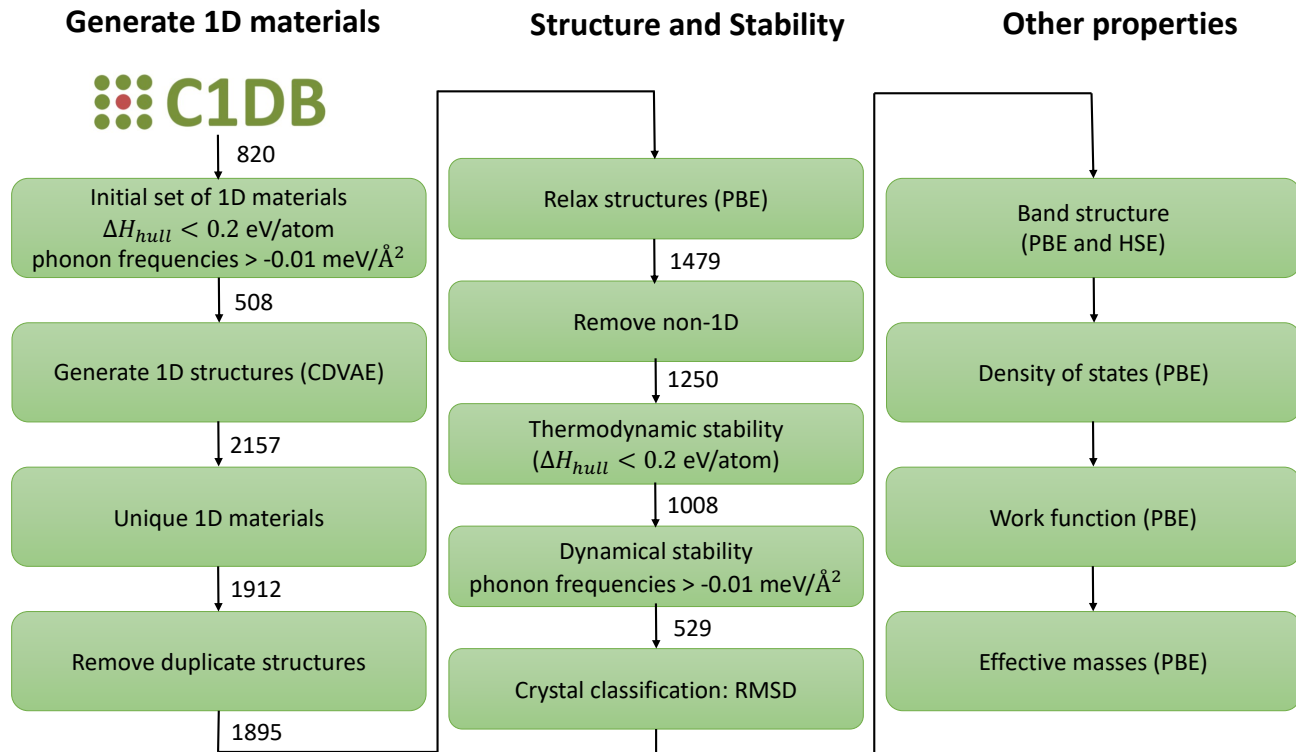 Generate 1D materials
C1DB
820
Initial set of 1D materials
ΔH_hull < 0.2 eV/atom
phonon frequencies > -0.01 meV/Å²
508
Generate 1D structures (CDVAE)
2157
Unique 1D materials
1912
Remove duplicate structures
1895
Structure and Stability
Relax structures (PBE)
1479
Remove non-1D
1250
Thermodynamic stability
(ΔH_hull < 0.2 eV/atom)
1008
Dynamical stability
phonon frequencies > -0.01 meV/Å²
529
Crystal classification: RMSD
Other properties
Band structure
(PBE and HSE)
Density of states (PBE)
Work function (PBE)
Effective masses (PBE)